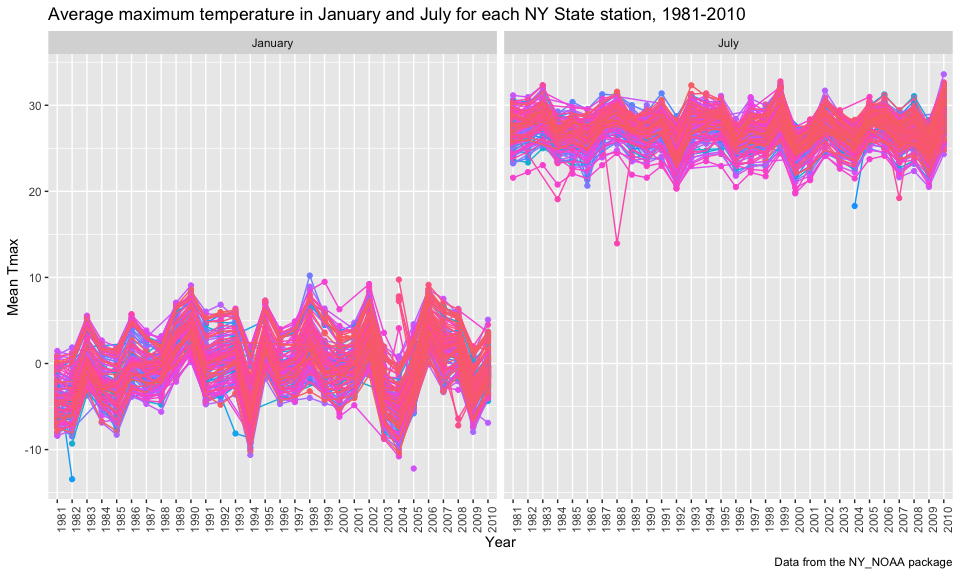 Average maximum temperature in January and July for each NY State station, 1981-2010
January
July
Mean Tmax
30
20
10
0
-10
1981 1982 1983 1984 1985 1986 1987 1988 1989 1990 1991 1992 1993 1994 1995 1996 1997 1998 1999 2000 2001 2002 2003 2004 2005 2006 2007 2008 2009 2010
1981 1982 1983 1984 1985 1986 1987 1988 1989 1990 1991 1992 1993 1994 1995 1996 1997 1998 1999 2000 2001 2002 2003 2004 2005 2006 2007 2008 2009 2010
Year
Data from the NY_NOAA package